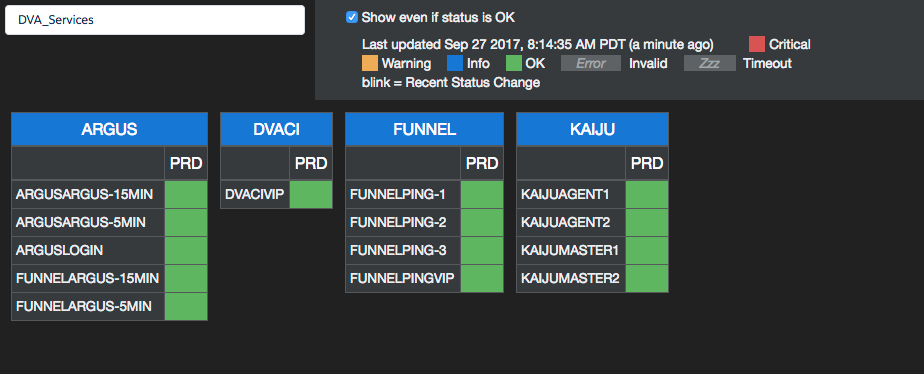 DVA_Services
Show even if status is OK
Last updated Sep 27 2017, 8:14:35 AM PDT (a minute ago) Critical
Warning Info OK Error Invalid Zzz Timeout
blink = Recent Status Change
ARGUS
PRD
ARGUSARGUS-15MIN
ARGUSARGUS-5MIN
ARGUSLOGIN
FUNNELARGUS-15MIN
FUNNELARGUS-5MIN
DVACI
PRD
DVACIVIP
FUNNEL
PRD
FUNNELPING-1
FUNNELPING-2
FUNNELPING-3
FUNNELPINGVIP
KAIJU
PRD
KAIJUAGENT1
KAIJUAGENT2
KAIJUMASTER1
KAIJUMASTER2